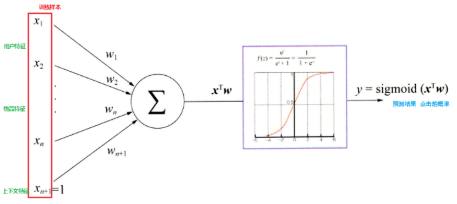 训练样本
x₁
用户特征
x₂
w₁
w₂
wₙ
wₙ₊₁
物品特征
xₙ
上下文特征
xₙ₊₁=1
Σ
xᵀw
f(z) = eᶻ / (eᶻ + 1) = 1 / (1 + e⁻ᶻ)
0.5
y = sigmoid (xᵀw)
预测结果 点击的概率